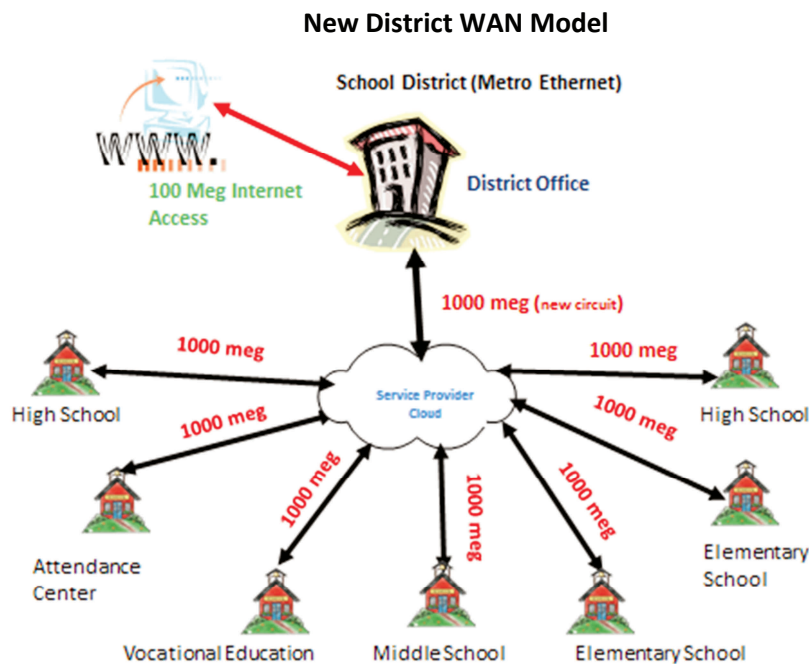 New District WAN Model
School District (Metro Ethernet)
WWW.
100 Meg Internet
Access
District Office
1000 meg (new circuit)
1000 meg
1000 meg
Service Provider
Cloud
High School
High School
1000 meg
1000 meg
1000 meg
1000 meg
1000 meg
Attendance
Center
Elementary
School
Vocational Education
Middle School
Elementary School